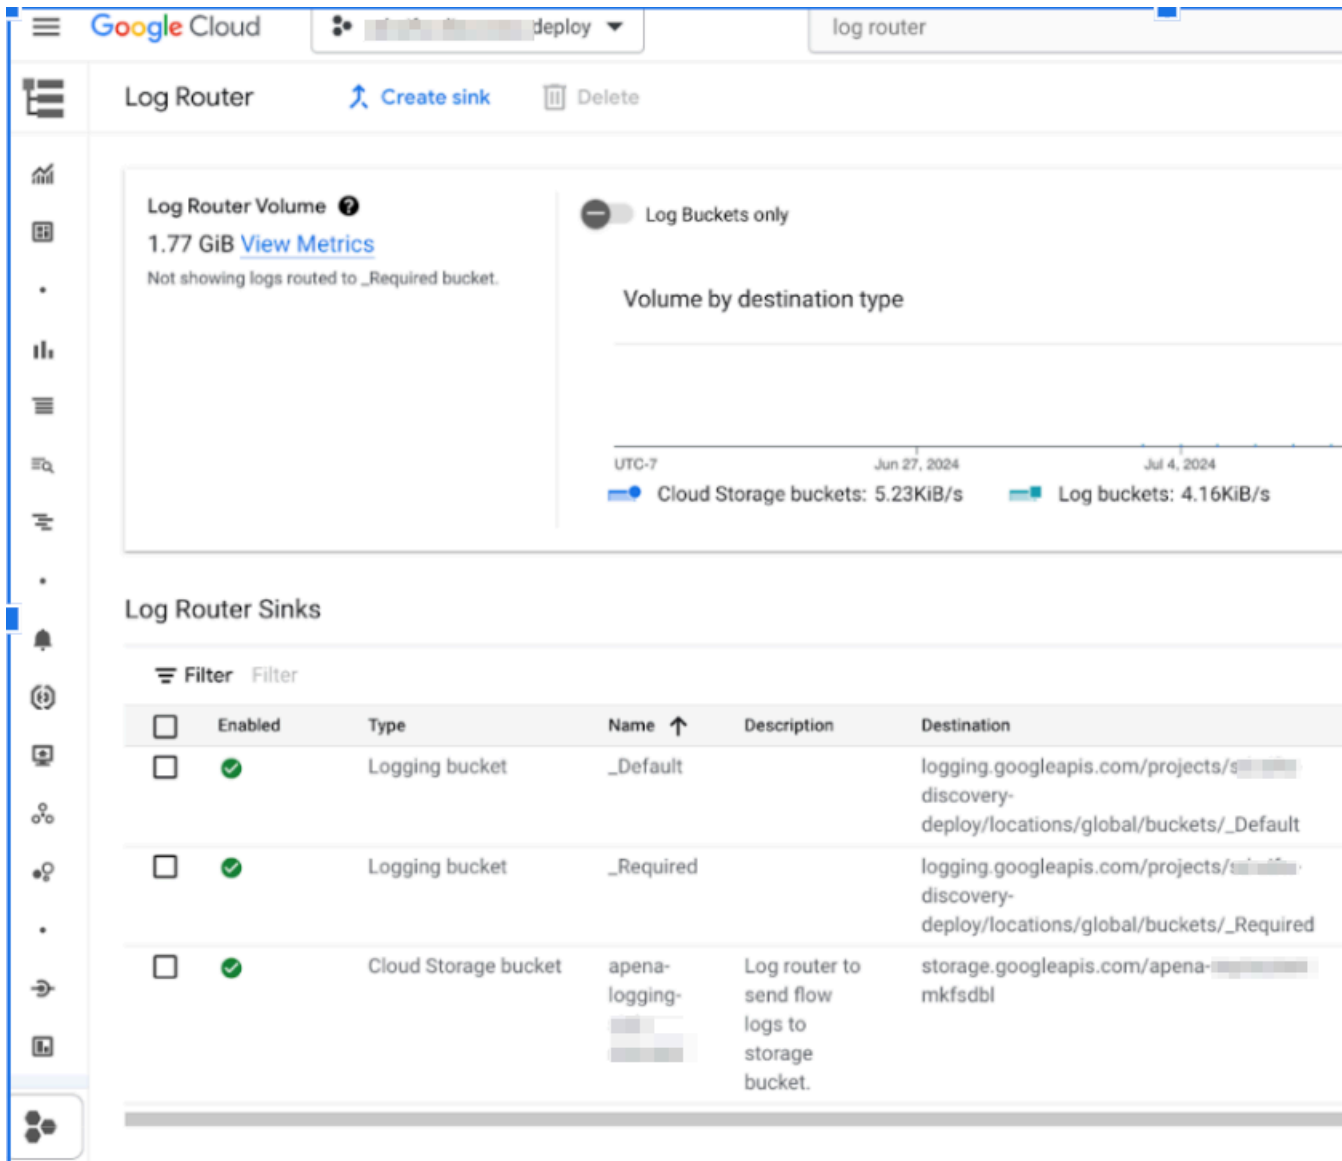 Google Cloud
deploy
log router
Log Router
Create sink
Delete
Log Router Volume
1.77 GiB View Metrics
Not showing logs routed to _Required bucket.
Log Buckets only
Volume by destination type
UTC-7
Jun 27, 2024
Jul 4, 2024
Cloud Storage buckets: 5.23KiB/s
Log buckets: 4.16KiB/s
Log Router Sinks
Filter Filter
Enabled Type Name Description Destination
Logging bucket _Default logging.googleapis.com/projects/s
discovery-
deploy/locations/global/buckets/_Default
Logging bucket _Required logging.googleapis.com/projects/s
discovery-
deploy/locations/global/buckets/_Required
Cloud Storage bucket apena- Log router to storage.googleapis.com/apena-
logging- send flow mkfsdbl
logs to
storage
bucket.